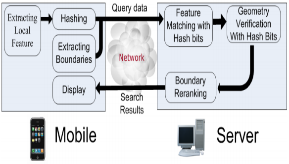 Query data
Extracting
Local
Feature
Hashing
Extracting
Boundaries
Display
Network
Search
Results
Feature
Matching with
Hash bits
Geometry
Verification
With Hash Bits
Boundary
Reranking
Mobile
Server